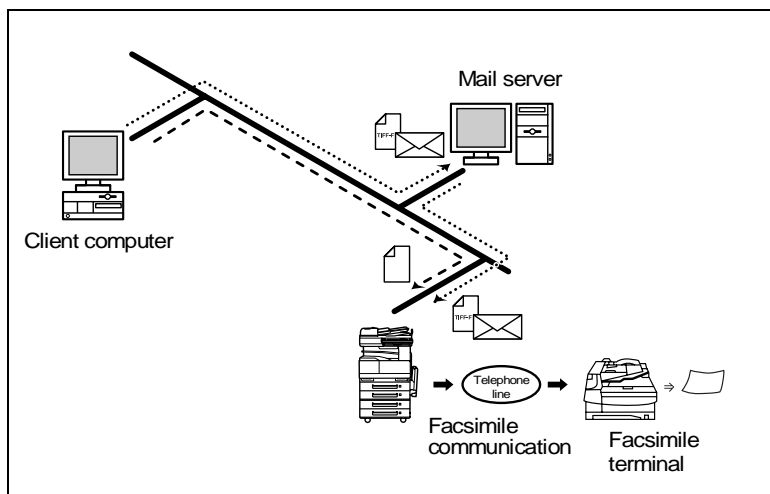 Mail server
TIFF-F
Client computer
TIFF-F
Telephone
line
Facsimile
communication
Facsimile
terminal